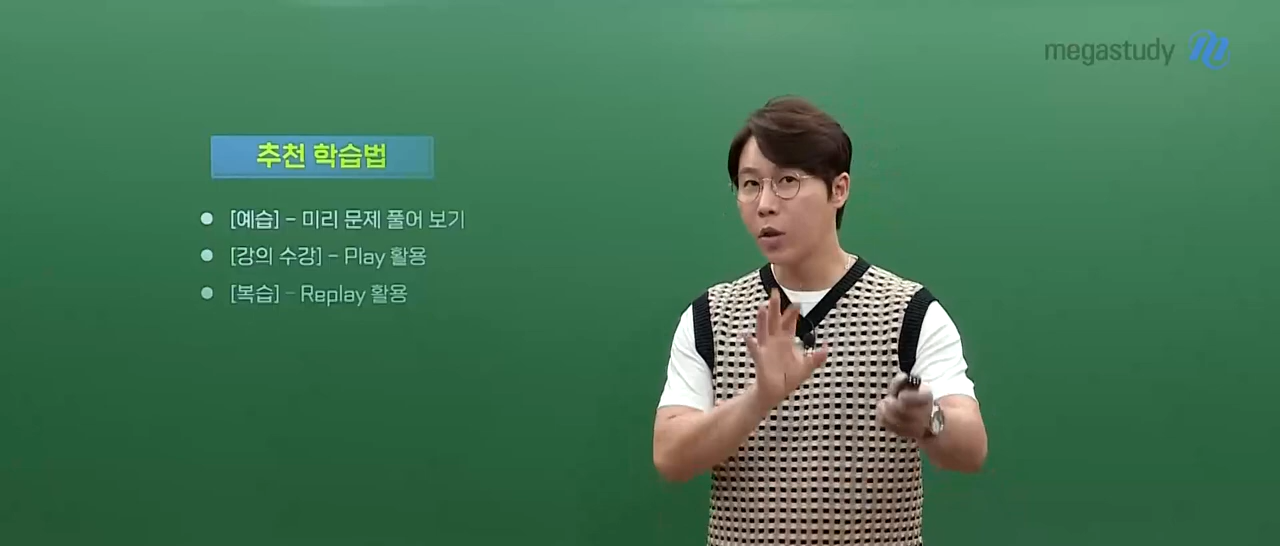 megastudy
추천 학습법
[예습] - 미리 문제 풀어 보기
[강의 수강] - Play 활용
[복습] - Replay 활용